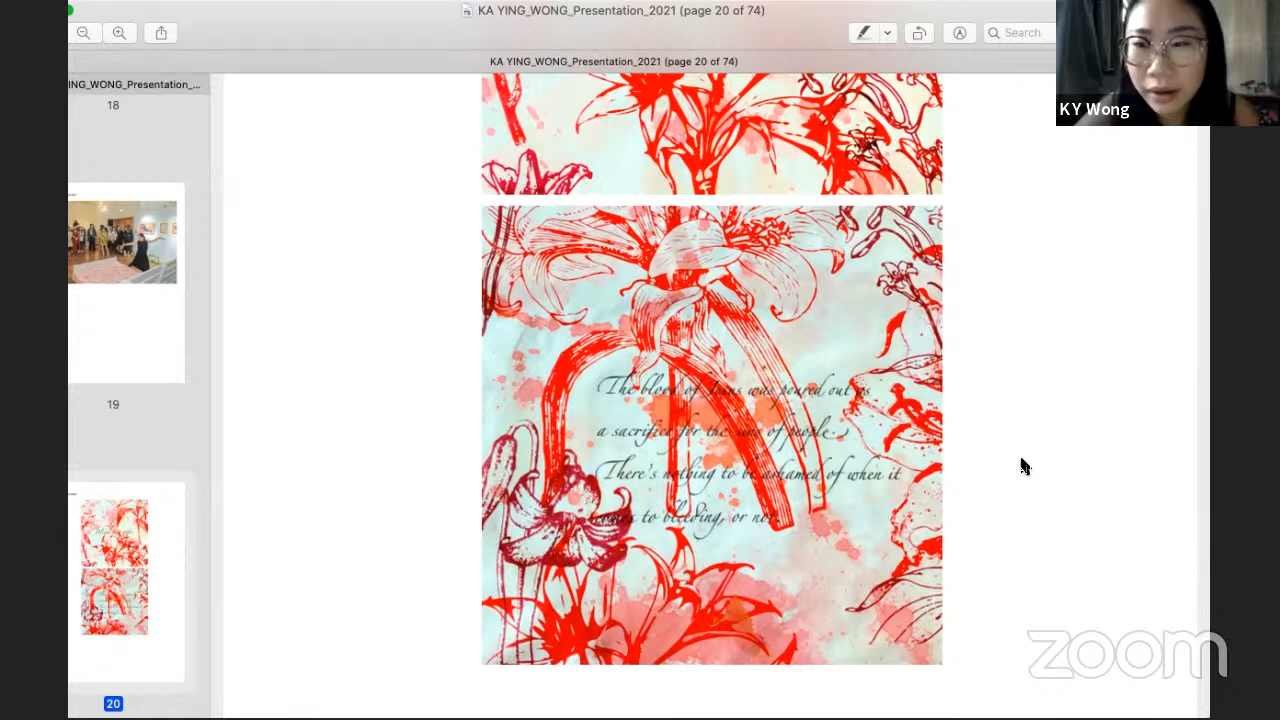 KA YING_WONG_Presentation_2021 (page 20 of 74)
Search
KA YING_WONG_Presentation_2021 (page 20 of 74)
ING_WONG_Presentation_...
18
19
20
KY Wong
The blood of Jesus was poured out as
a sacrifice for the sins of people
There's nothing to be ashamed of when it
comes to bleeding, or not.
zoom